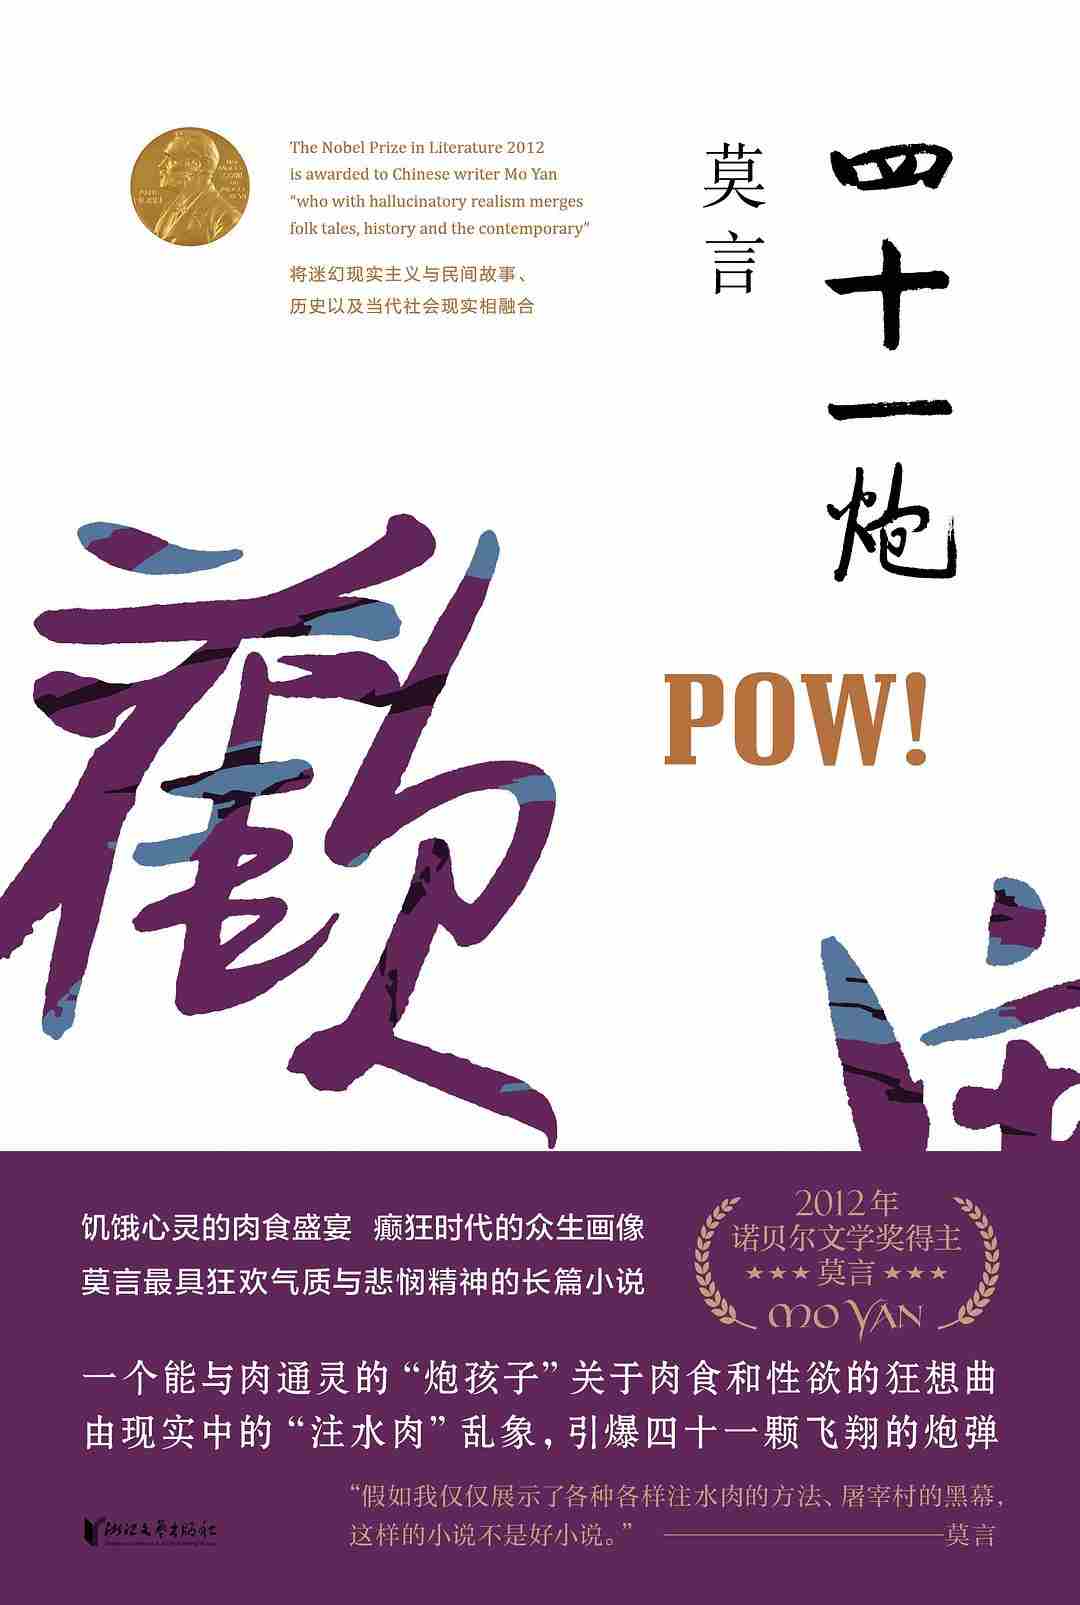 The Nobel Prize in Literature 2012
is awarded to Chinese writer Mo Yan
“who with hallucinatory realism merges
folk tales, history and the contemporary”
将迷幻现实主义与民间故事、
历史以及当代社会现实相融合
莫言
四十一炮
POW!
饥饿心灵的肉食盛宴 癫狂时代的众生画像
莫言最具狂欢气质与悲悯精神的长篇小说
2012年
诺贝尔文学奖得主
★★★莫言★★★
MO YAN
一个能与肉通灵的“炮孩子”关于肉食和性欲的狂想曲
由现实中的“注水肉”乱象，引爆四十一颗飞翔的炮弹
“假如我仅仅展示了各种各样注水肉的方法、屠宰村的黑幕，
这样的小说不是好小说。” ——莫言
浙江文艺出版社